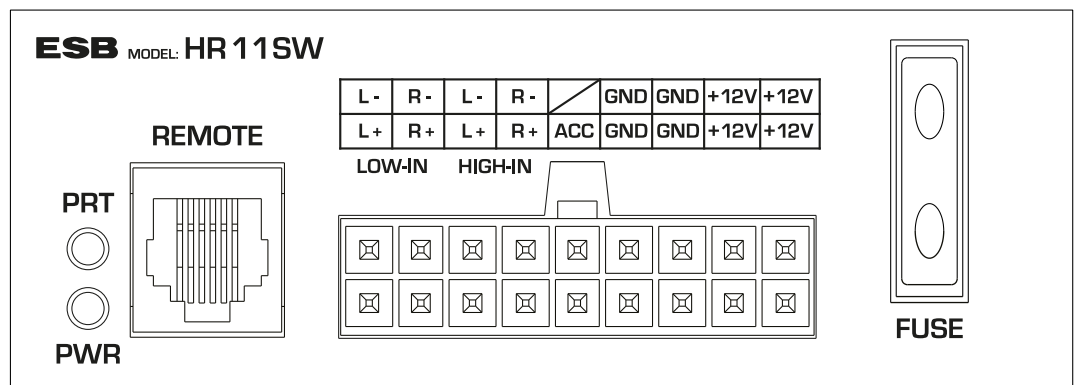 ESB MODEL: HR 11SW
L - R - L - R - GND GND +12V +12V
L + R + L + R + ACC GND GND +12V +12V
LOW-IN HIGH-IN
REMOTE
PRT
PWR
FUSE